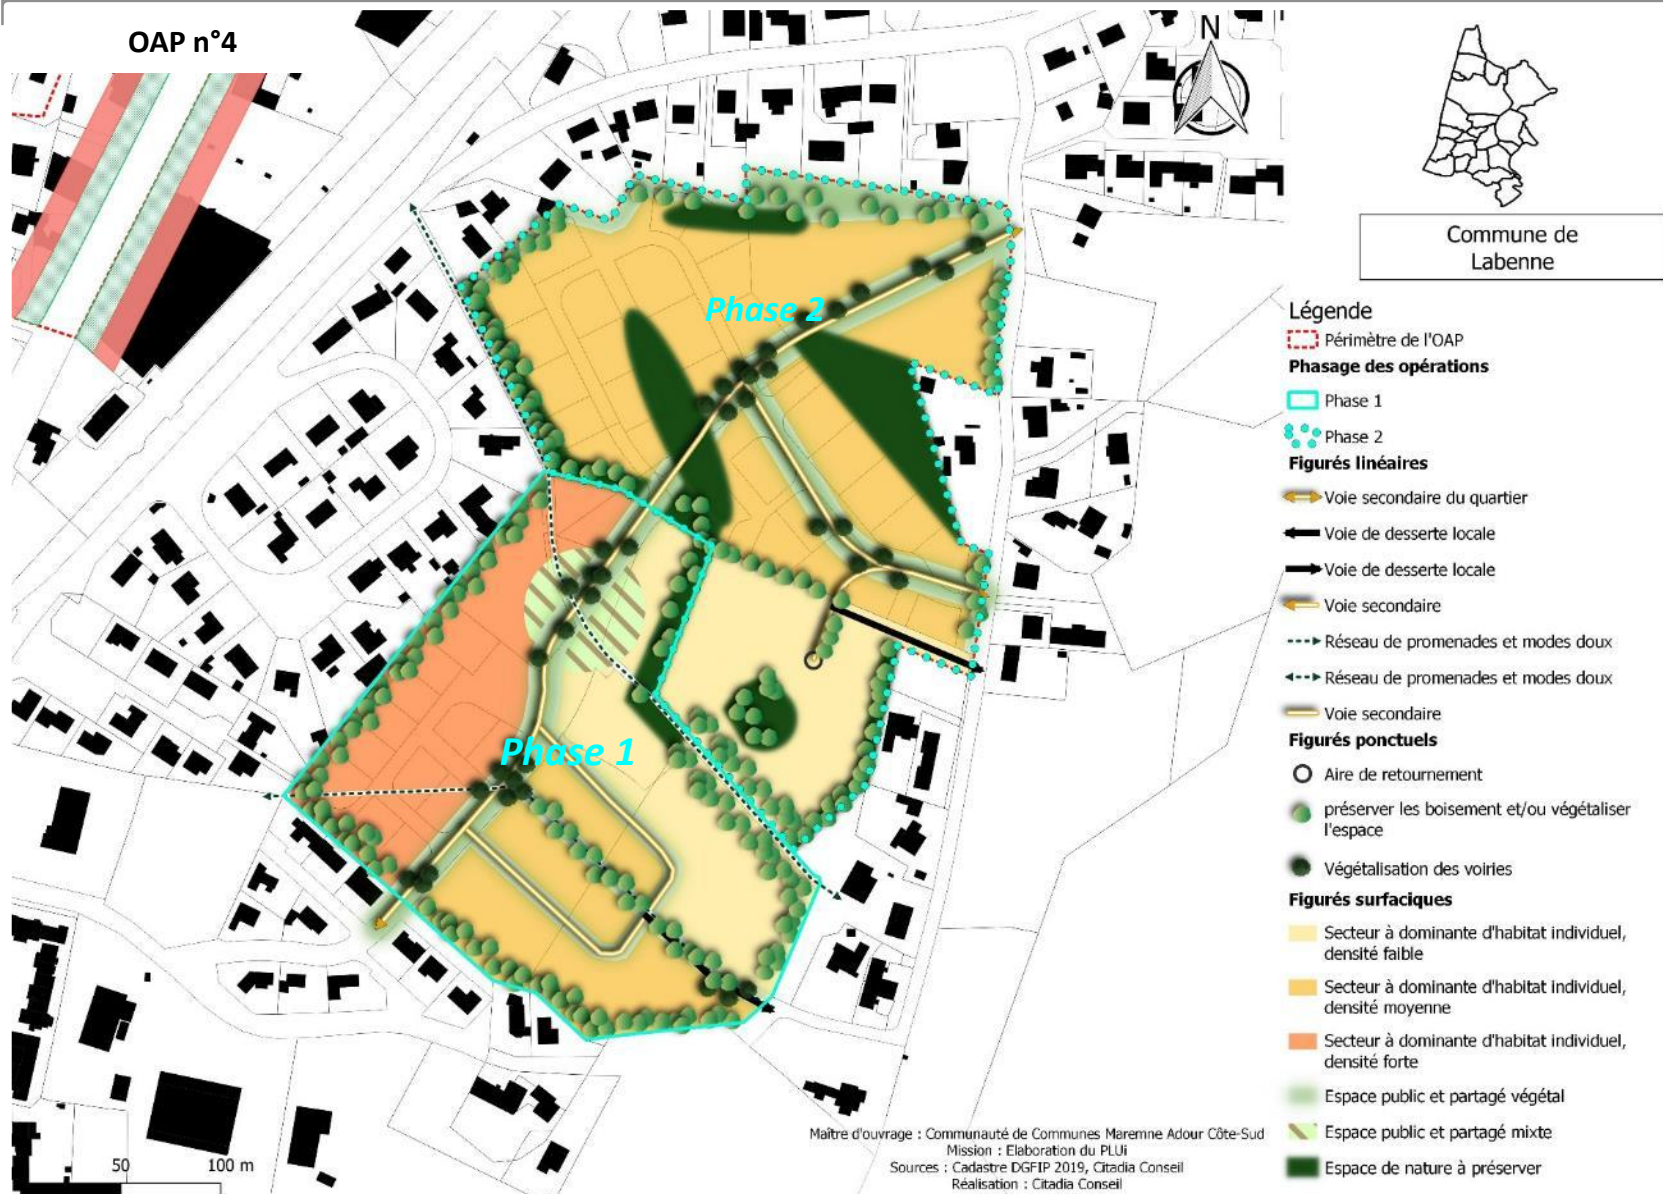 OAP n°4
N
Commune de
Labenne
Phase 2
Phase 1
Légende
Périmètre de l'OAP
Phasage des opérations
Phase 1
Phase 2
Figurés linéaires
Voie secondaire du quartier
Voie de desserte locale
Voie de desserte locale
Voie secondaire
Réseau de promenades et modes doux
Réseau de promenades et modes doux
Voie secondaire
Figurés ponctuels
Aire de retournement
préserver les boisement et/ou végétaliser
l'espace
Végétalisation des voiries
Figurés surfaciques
Secteur à dominante d'habitat individuel,
densité faible
Secteur à dominante d'habitat individuel,
densité moyenne
Secteur à dominante d'habitat individuel,
densité forte
Espace public et partagé végétal
Espace public et partagé mixte
Espace de nature à préserver
Maître d'ouvrage : Communauté de Communes Maremne Adour Côte-Sud
Mission : Elaboration du PLUi
Sources : Cadastre DGFIP 2019, Citadia Conseil
Réalisation : Citadia Conseil
50 100 m